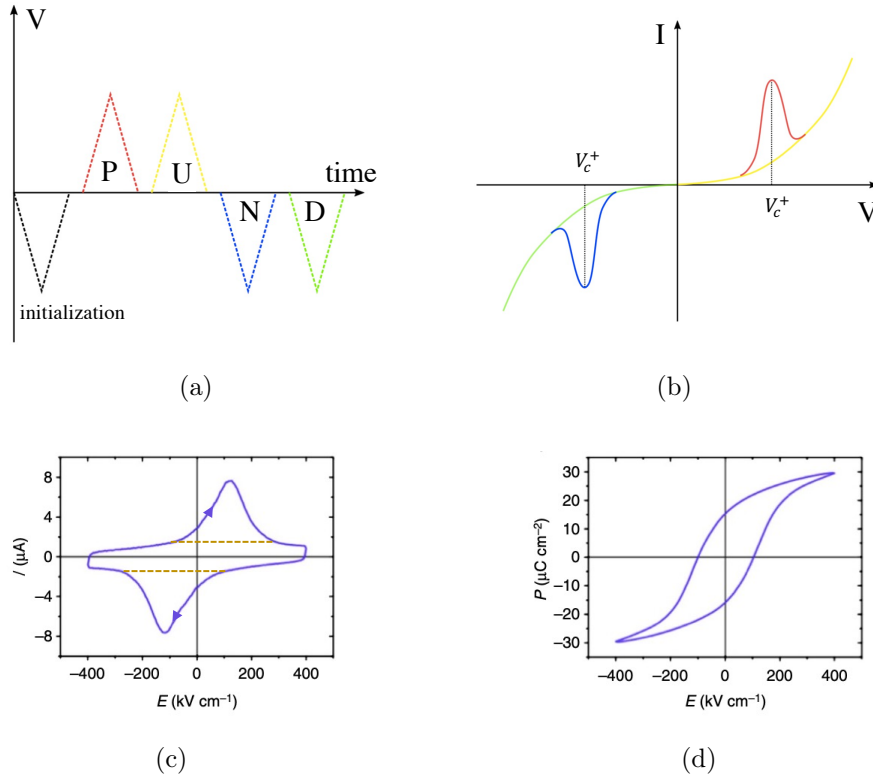 V
P
U
time
N
D
initialization
(a)
I
V_c^+
V_c^+
V
(b)
8
4
0
−4
−8
I (μA)
−400
−200
0
200
400
E (kV cm⁻¹)
(c)
30
20
10
0
−10
−20
−30
P (μC cm⁻²)
−400
−200
0
200
400
E (kV cm⁻¹)
(d)